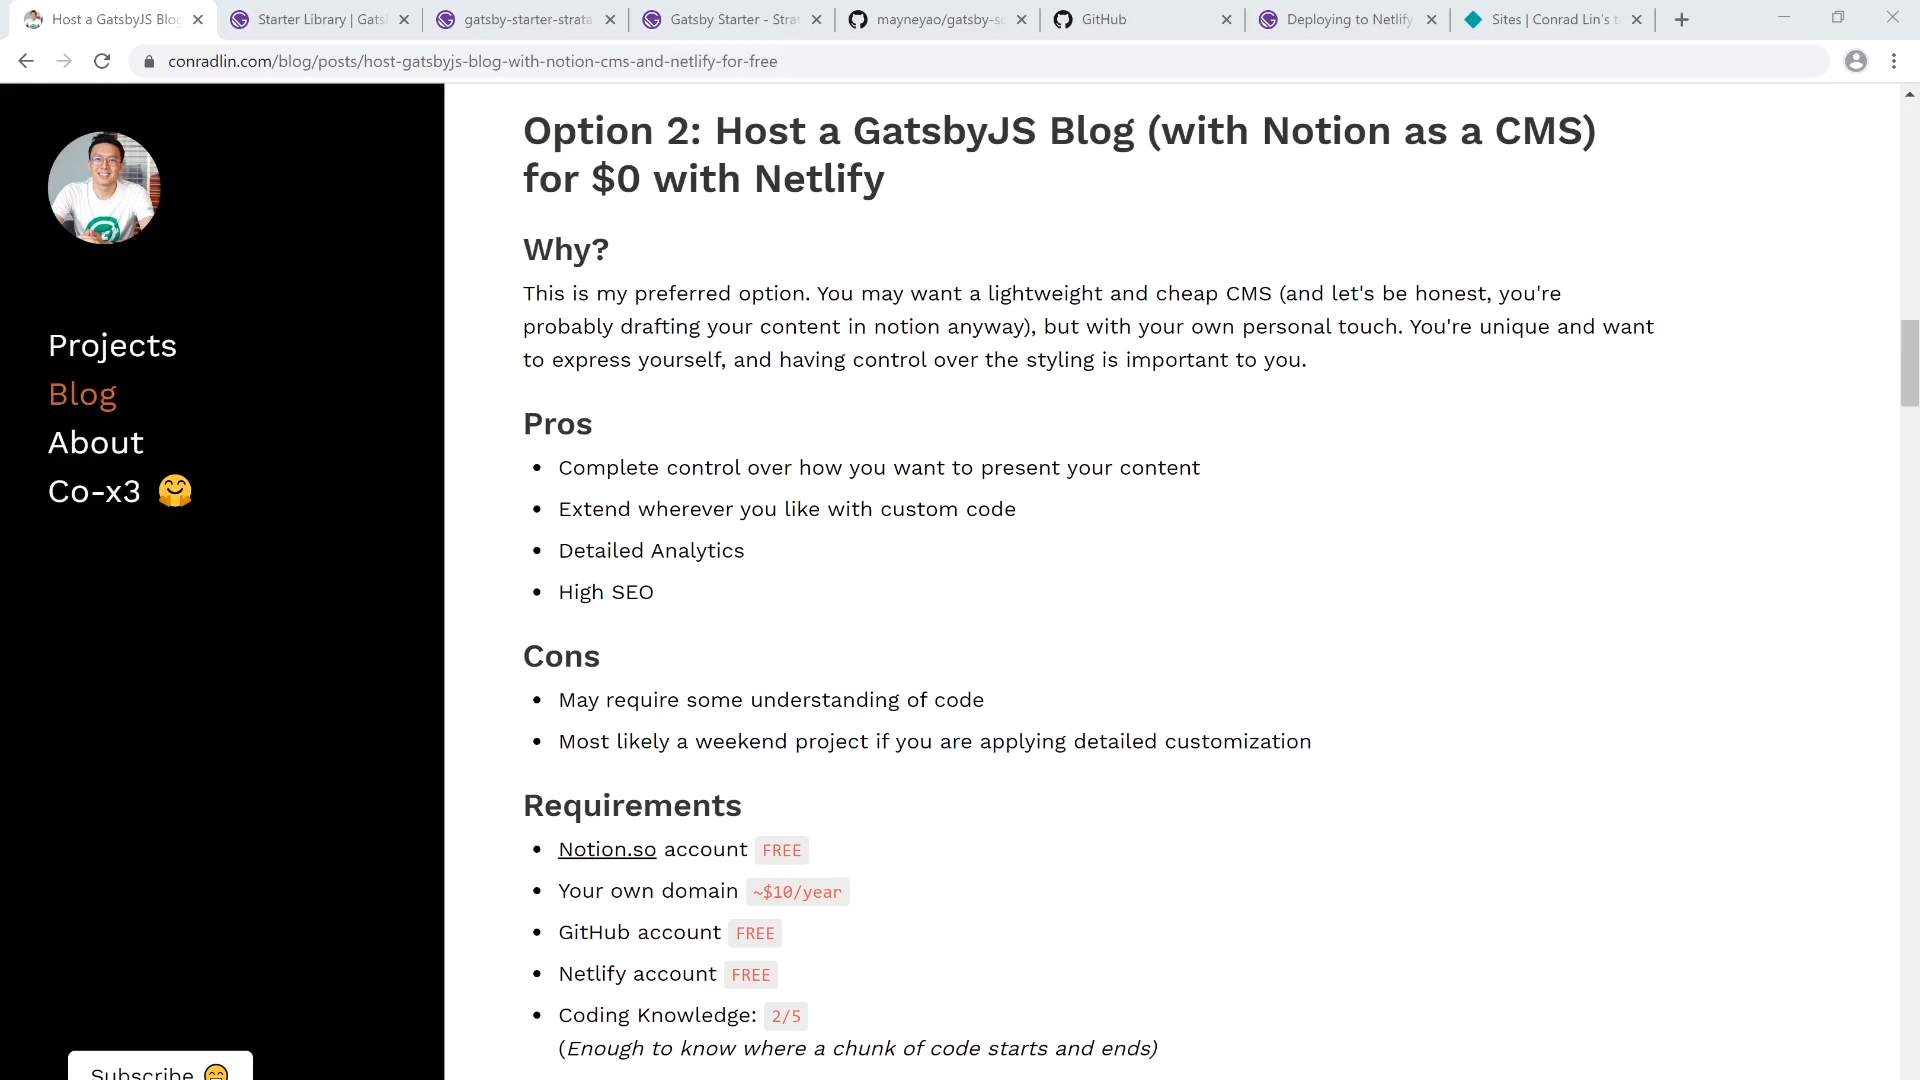 Host a GatsbyJS Blog
Starter Library | Gats
gatsby-starter-strata
Gatsby Starter - Strat
mayneyao/gatsby-so
GitHub
Deploying to Netlify
Sites | Conrad Lin's t
conradlin.com/blog/posts/host-gatsbyjs-blog-with-notion-cms-and-netlify-for-free
Projects
Blog
About
Co-x3 🤗
Subscribe 😄
Option 2: Host a GatsbyJS Blog (with Notion as a CMS)
for $0 with Netlify
Why?
This is my preferred option. You may want a lightweight and cheap CMS (and let's be honest, you're
probably drafting your content in notion anyway), but with your own personal touch. You're unique and want
to express yourself, and having control over the styling is important to you.
Pros
• Complete control over how you want to present your content
• Extend wherever you like with custom code
• Detailed Analytics
• High SEO
Cons
• May require some understanding of code
• Most likely a weekend project if you are applying detailed customization
Requirements
• Notion.so account FREE
• Your own domain ~$10/year
• GitHub account FREE
• Netlify account FREE
• Coding Knowledge: 2/5
(Enough to know where a chunk of code starts and ends)